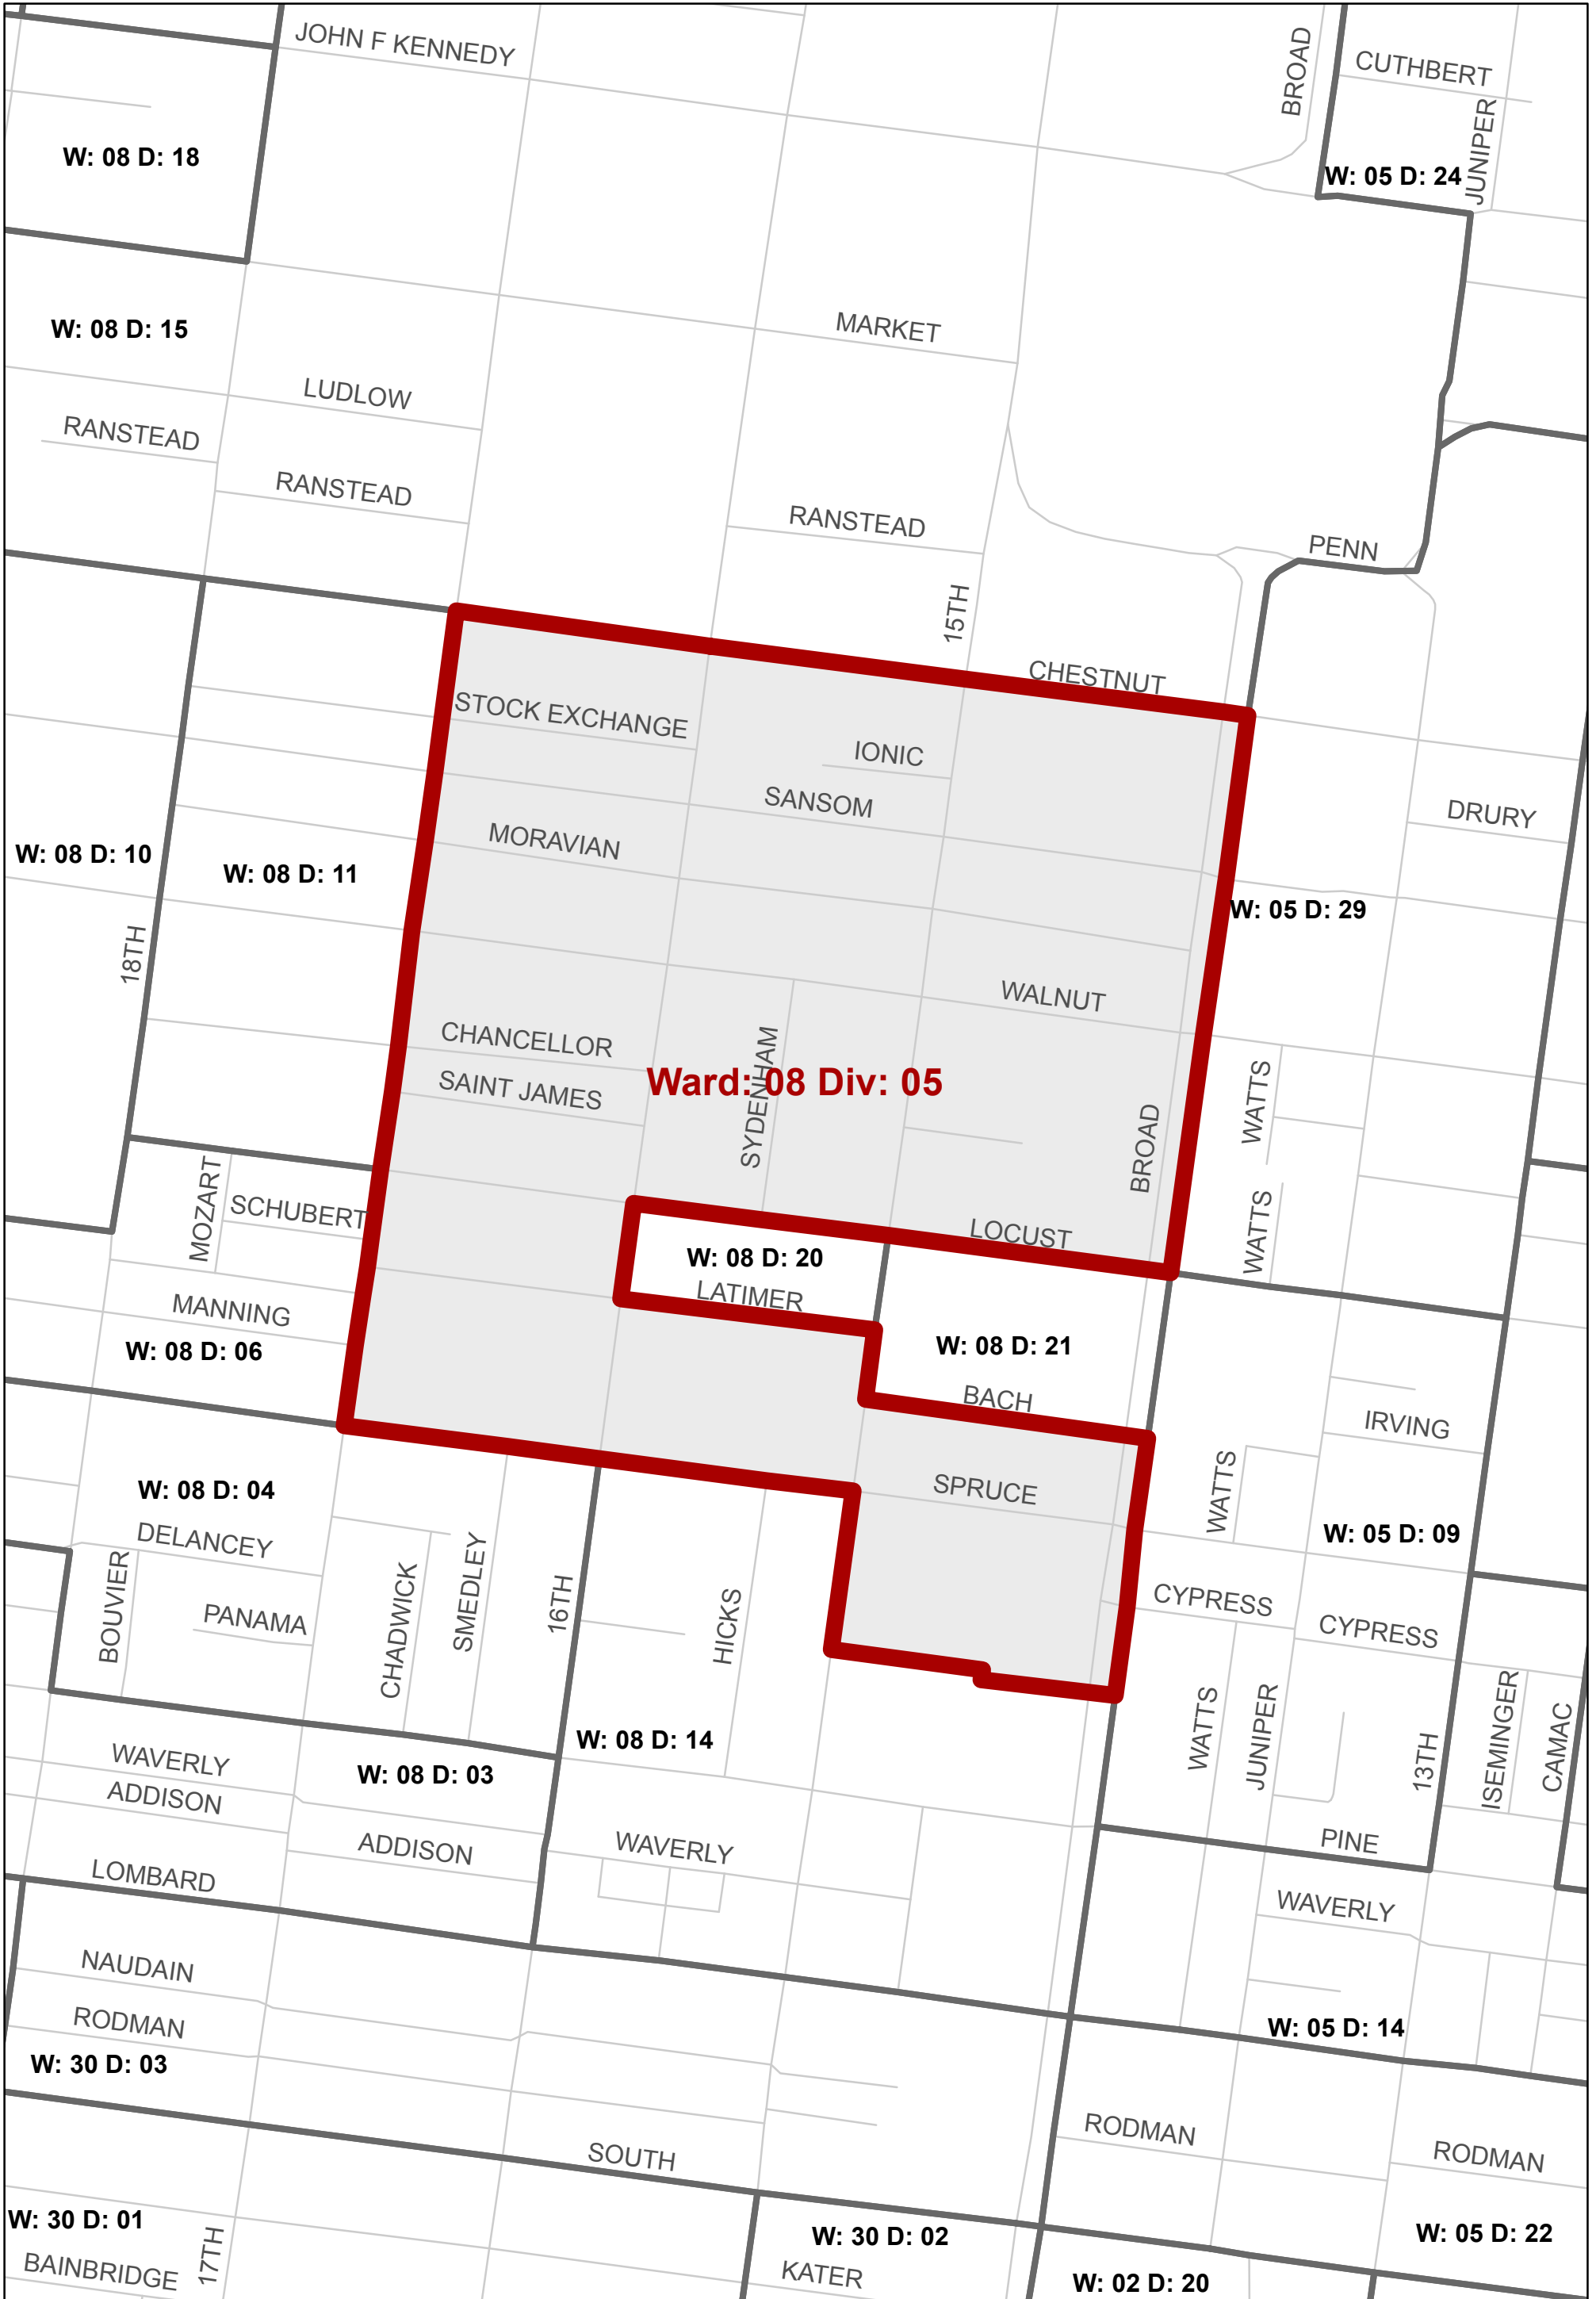 JOHN F KENNEDY
BROAD
CUTHBERT
JUNIPER
W: 08 D: 18
W: 05 D: 24
W: 08 D: 15
MARKET
LUDLOW
RANSTEAD
RANSTEAD
RANSTEAD
PENN
15TH
CHESTNUT
STOCK EXCHANGE
IONIC
SANSOM
DRURY
MORAVIAN
W: 08 D: 10
W: 08 D: 11
W: 05 D: 29
18TH
WALNUT
CHANCELLOR
SYDENHAM
Ward: 08 Div: 05
SAINT JAMES
WATTS
BROAD
MOZART
SCHUBERT
WATTS
LOCUST
W: 08 D: 20
LATIMER
MANNING
W: 08 D: 06
W: 08 D: 21
BACH
IRVING
W: 08 D: 04
SPRUCE
WATTS
W: 05 D: 09
DELANCEY
BOUVIER
PANAMA
CHADWICK
SMEDLEY
16TH
HICKS
CYPRESS
CYPRESS
W: 08 D: 14
WATTS
JUNIPER
13TH
ISEMINGER
CAMAC
WAVERLY
W: 08 D: 03
ADDISON
ADDISON
WAVERLY
PINE
LOMBARD
WAVERLY
NAUDAIN
RODMAN
W: 05 D: 14
W: 30 D: 03
RODMAN
RODMAN
SOUTH
W: 30 D: 01
17TH
W: 30 D: 02
W: 05 D: 22
BAINBRIDGE
KATER
W: 02 D: 20